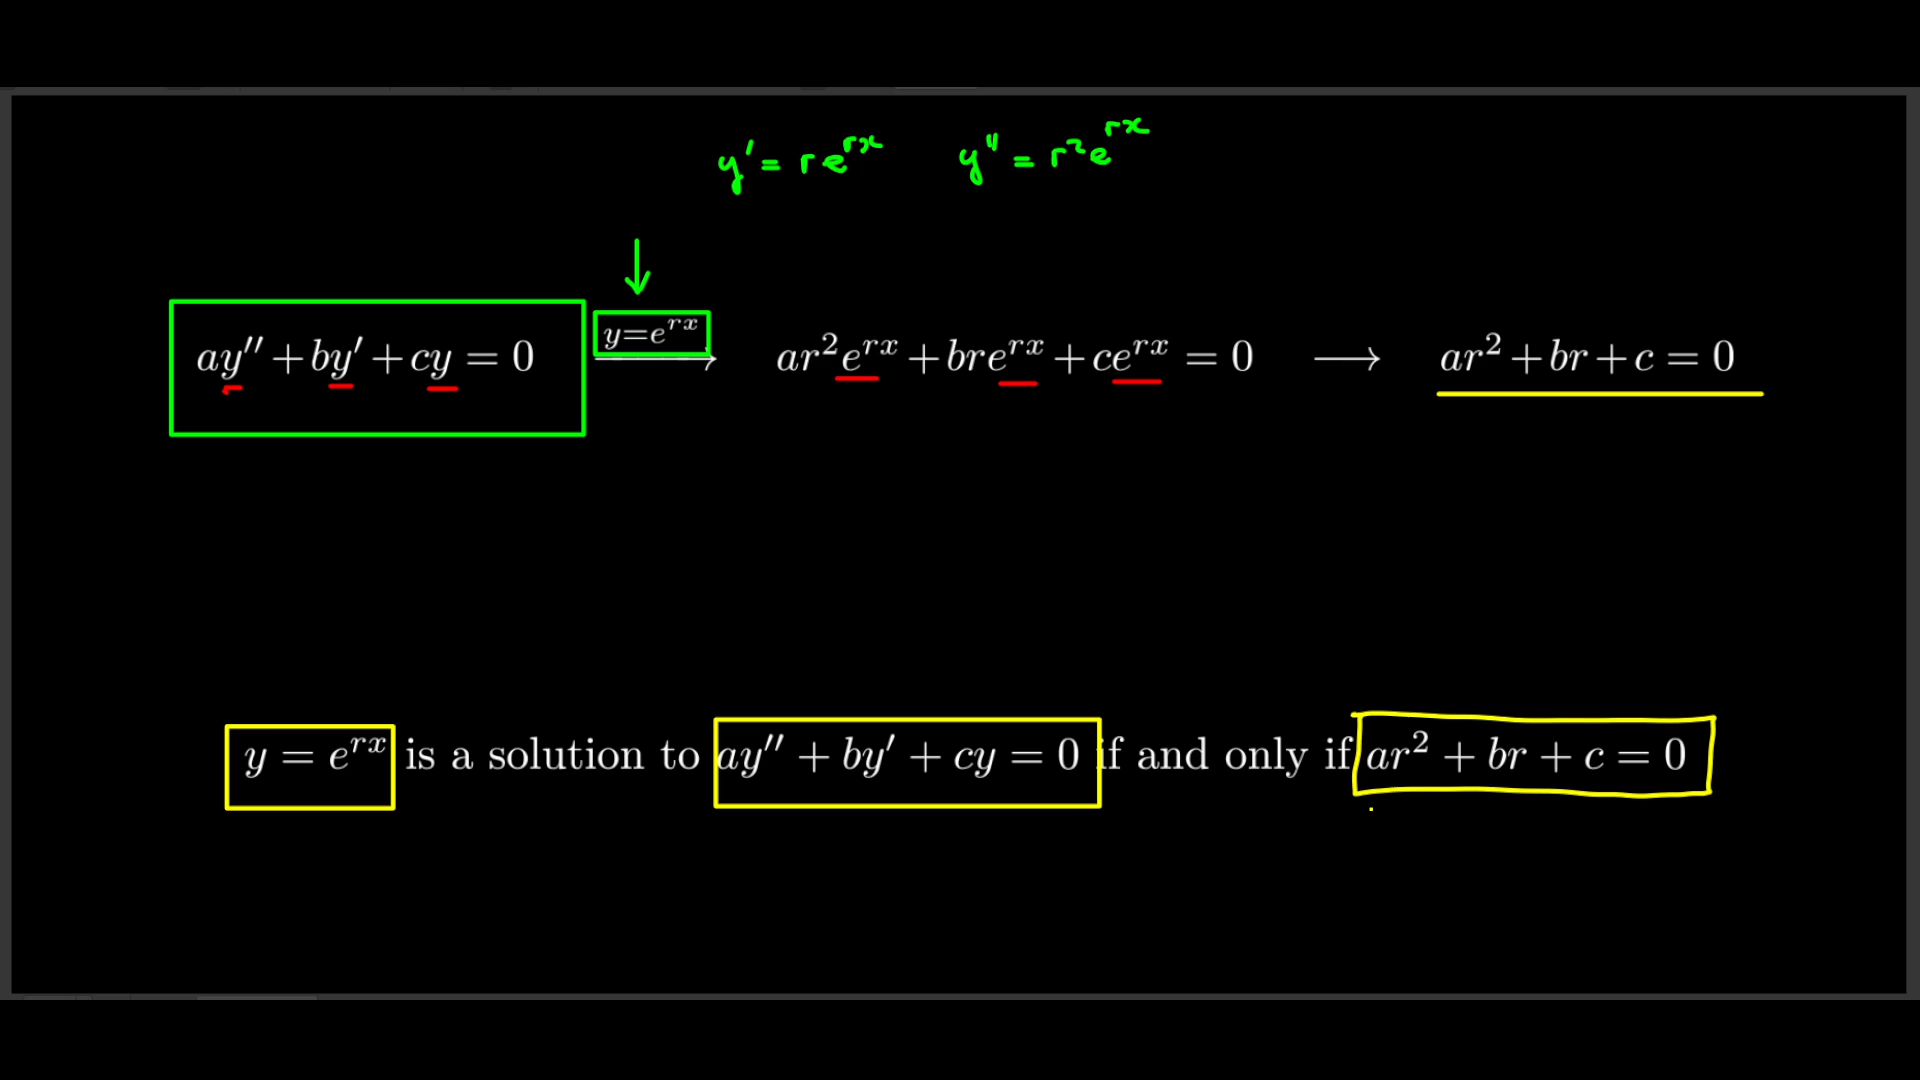 y' = re^{rx} y'' = r^2e^{rx}
ay'' + by' + cy = 0 \xrightarrow{y=e^{rx}} ar^2e^{rx} + bre^{rx} + ce^{rx} = 0 ⟶ ar^2 + br + c = 0
y = e^{rx} is a solution to ay'' + by' + cy = 0 if and only if ar^2 + br + c = 0